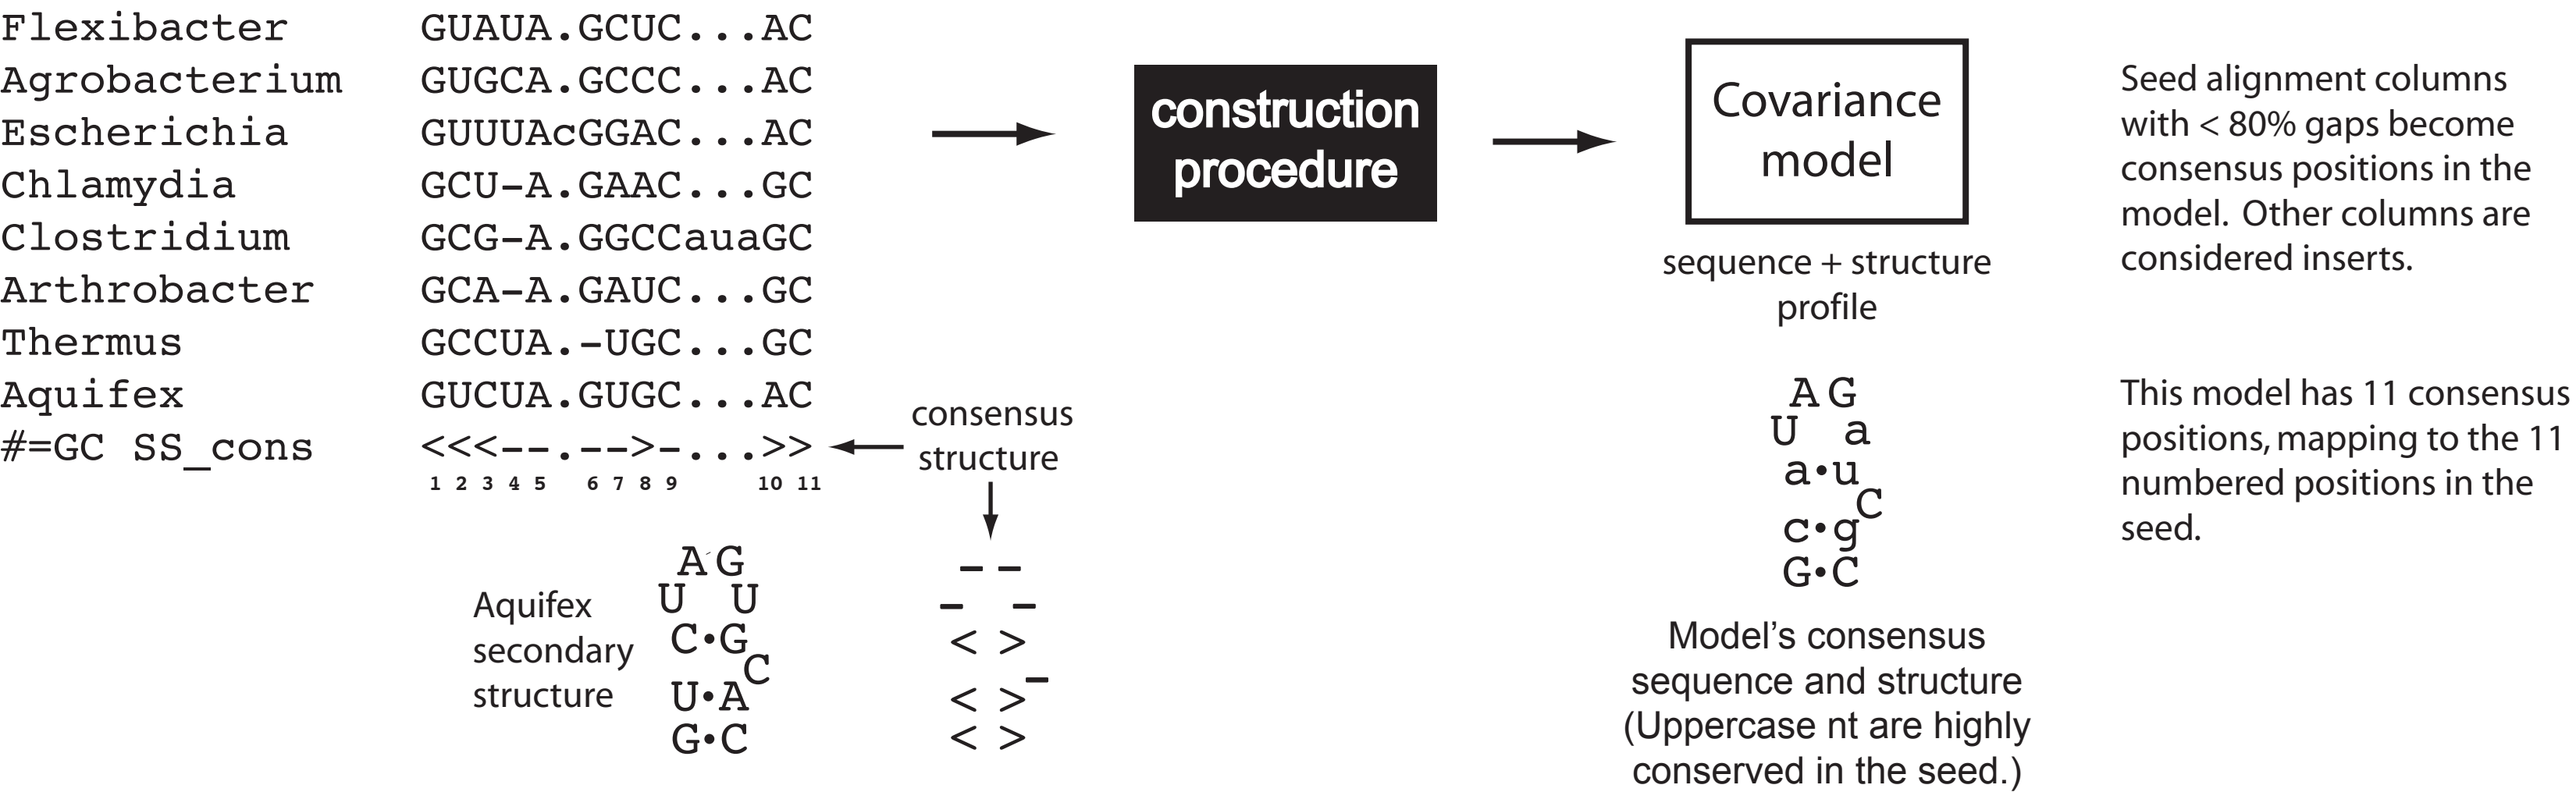 Flexibacter GUAUA.GCUC...AC
Agrobacterium GUGCA.GCCC...AC
Escherichia GUUUAcGGAC...AC
Chlamydia GCU-A.GAAC...GC
Clostridium GCG-A.GGCCauaGC
Arthrobacter GCA-A.GAUC...GC
Thermus GCCUA.-UGC...GC
Aquifex GUCUA.GUGC...AC
#=GC SS_cons <<<--.-->-...>>
1 2 3 4 5 6 7 8 9 10 11
consensus
structure
Aquifex
secondary
structure
A G
U U
C•G
C
U•A
G•C
- -
- -
< >
-
< >
< >
construction
procedure
Covariance
model
sequence + structure
profile
A G
U a
a•u
C
c•g
G•C
Model's consensus
sequence and structure
(Uppercase nt are highly
conserved in the seed.)
Seed alignment columns
with < 80% gaps become
consensus positions in the
model. Other columns are
considered inserts.
This model has 11 consensus
positions, mapping to the 11
numbered positions in the
seed.